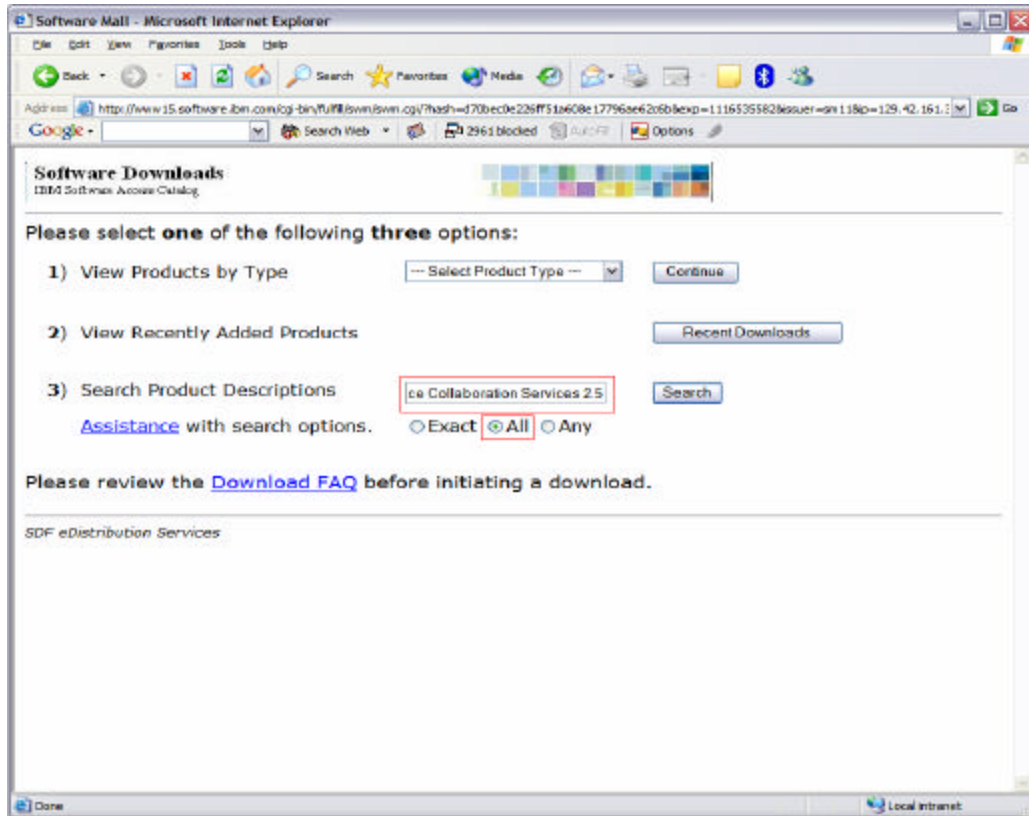 Software Mall - Microsoft Internet Explorer
File Edit View Favorites Tools Help
Back Search Favorites Media
Address Go
Google Search Web 2961 blocked AutoFill Options
Software Downloads
IBM Software Access Catalog
Please select one of the following three options:
1) View Products by Type --- Select Product Type --- Continue
2) View Recently Added Products Recent Downloads
3) Search Product Descriptions ce Collaboration Services 2.5 Search
Assistance with search options. Exact All Any
Please review the Download FAQ before initiating a download.
SDF eDistribution Services
Done Local intranet